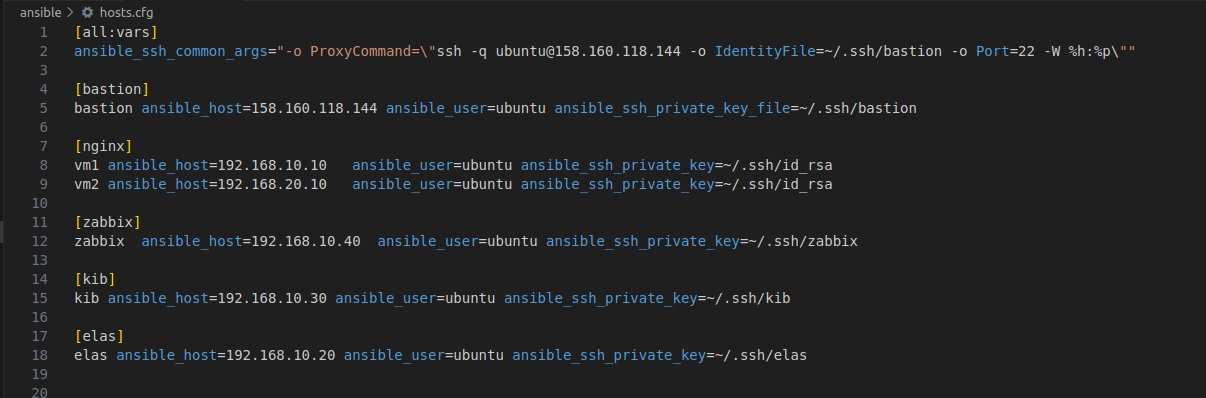 ansible > hosts.cfg
1 [all:vars]
2 ansible_ssh_common_args="-o ProxyCommand=\"ssh -q ubuntu@158.160.118.144 -o IdentityFile=~/.ssh/bastion -o Port=22 -W %h:%p\""
3
4 [bastion]
5 bastion ansible_host=158.160.118.144 ansible_user=ubuntu ansible_ssh_private_key_file=~/.ssh/bastion
6
7 [nginx]
8 vm1 ansible_host=192.168.10.10   ansible_user=ubuntu ansible_ssh_private_key=~/.ssh/id_rsa
9 vm2 ansible_host=192.168.20.10   ansible_user=ubuntu ansible_ssh_private_key=~/.ssh/id_rsa
10
11 [zabbix]
12 zabbix  ansible_host=192.168.10.40  ansible_user=ubuntu ansible_ssh_private_key=~/.ssh/zabbix
13
14 [kib]
15 kib ansible_host=192.168.10.30 ansible_user=ubuntu ansible_ssh_private_key=~/.ssh/kib
16
17 [elas]
18 elas ansible_host=192.168.10.20 ansible_user=ubuntu ansible_ssh_private_key=~/.ssh/elas
19
20